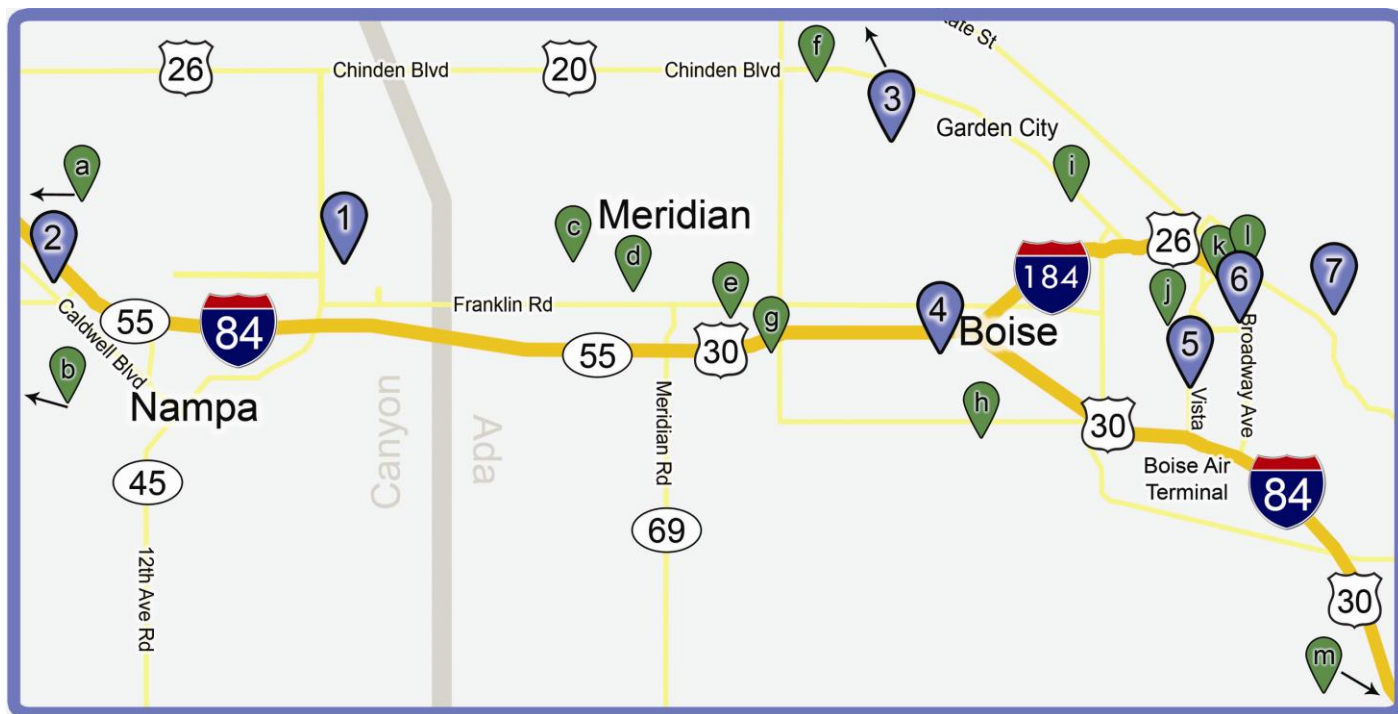 ate St
26
Chinden Blvd
20
Chinden Blvd
f
3
Garden City
a
i
1
c
Meridian
2
d
26
k
l
6
7
184
e
j
g
4
Boise
Franklin Rd
55
84
55
30
5
Caldwell Blvd
Broadway Ave
b
Nampa
Canyon
Ada
Meridian Rd
h
30
Vista
Boise Air
Terminal
45
84
69
12th Ave Rd
30
m